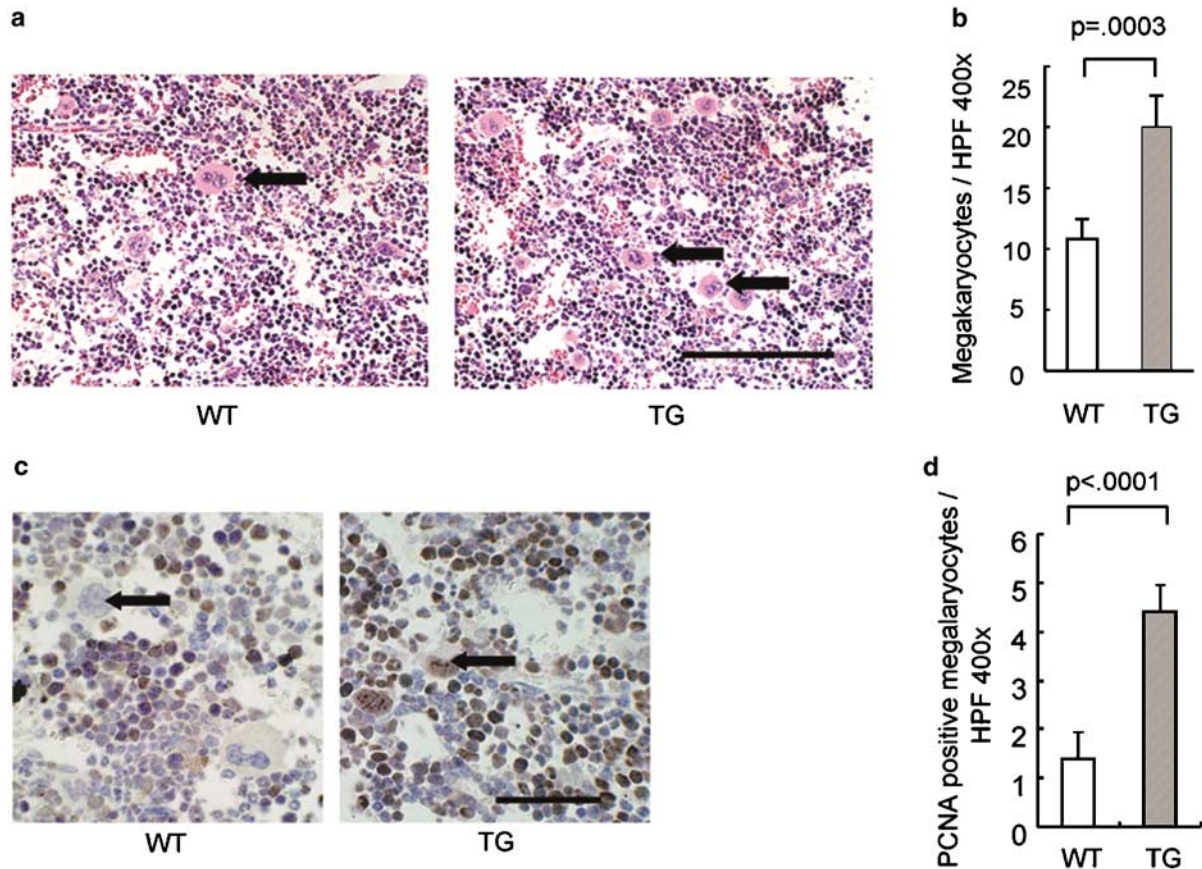 a
WT
TG
b
p=.0003
Megakaryocytes / HPF 400x
25
20
15
10
5
0
WT
TG
c
WT
TG
d
p<.0001
PCNA positive megalaryocytes /
HPF 400x
6
5
4
3
2
1
0
WT
TG